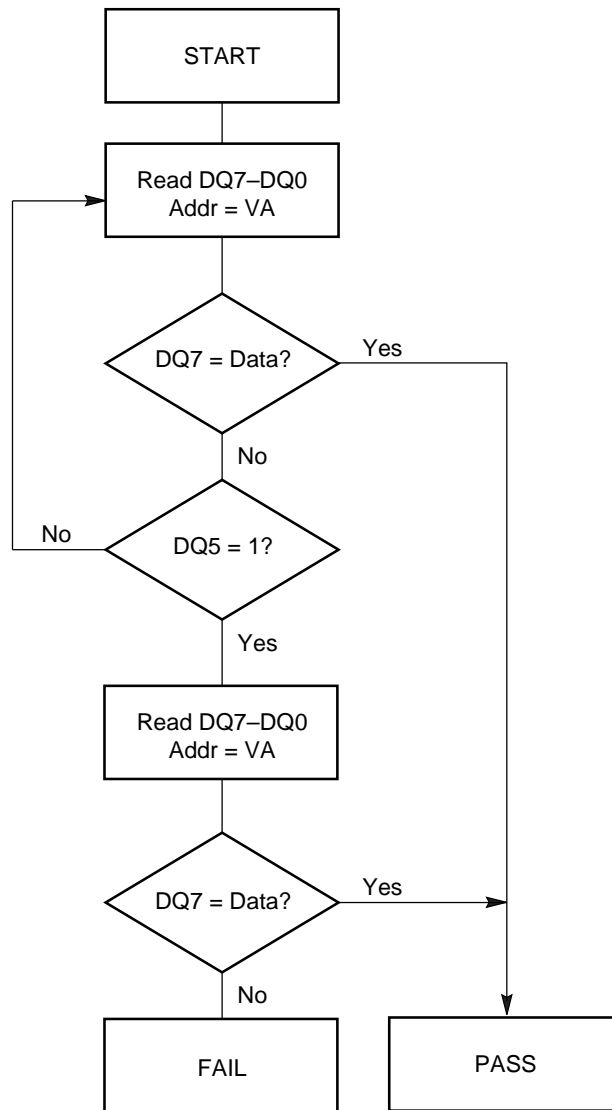 START
Read DQ7–DQ0
Addr = VA
DQ7 = Data?
Yes
No
No
DQ5 = 1?
Yes
Read DQ7–DQ0
Addr = VA
DQ7 = Data?
Yes
No
FAIL
PASS